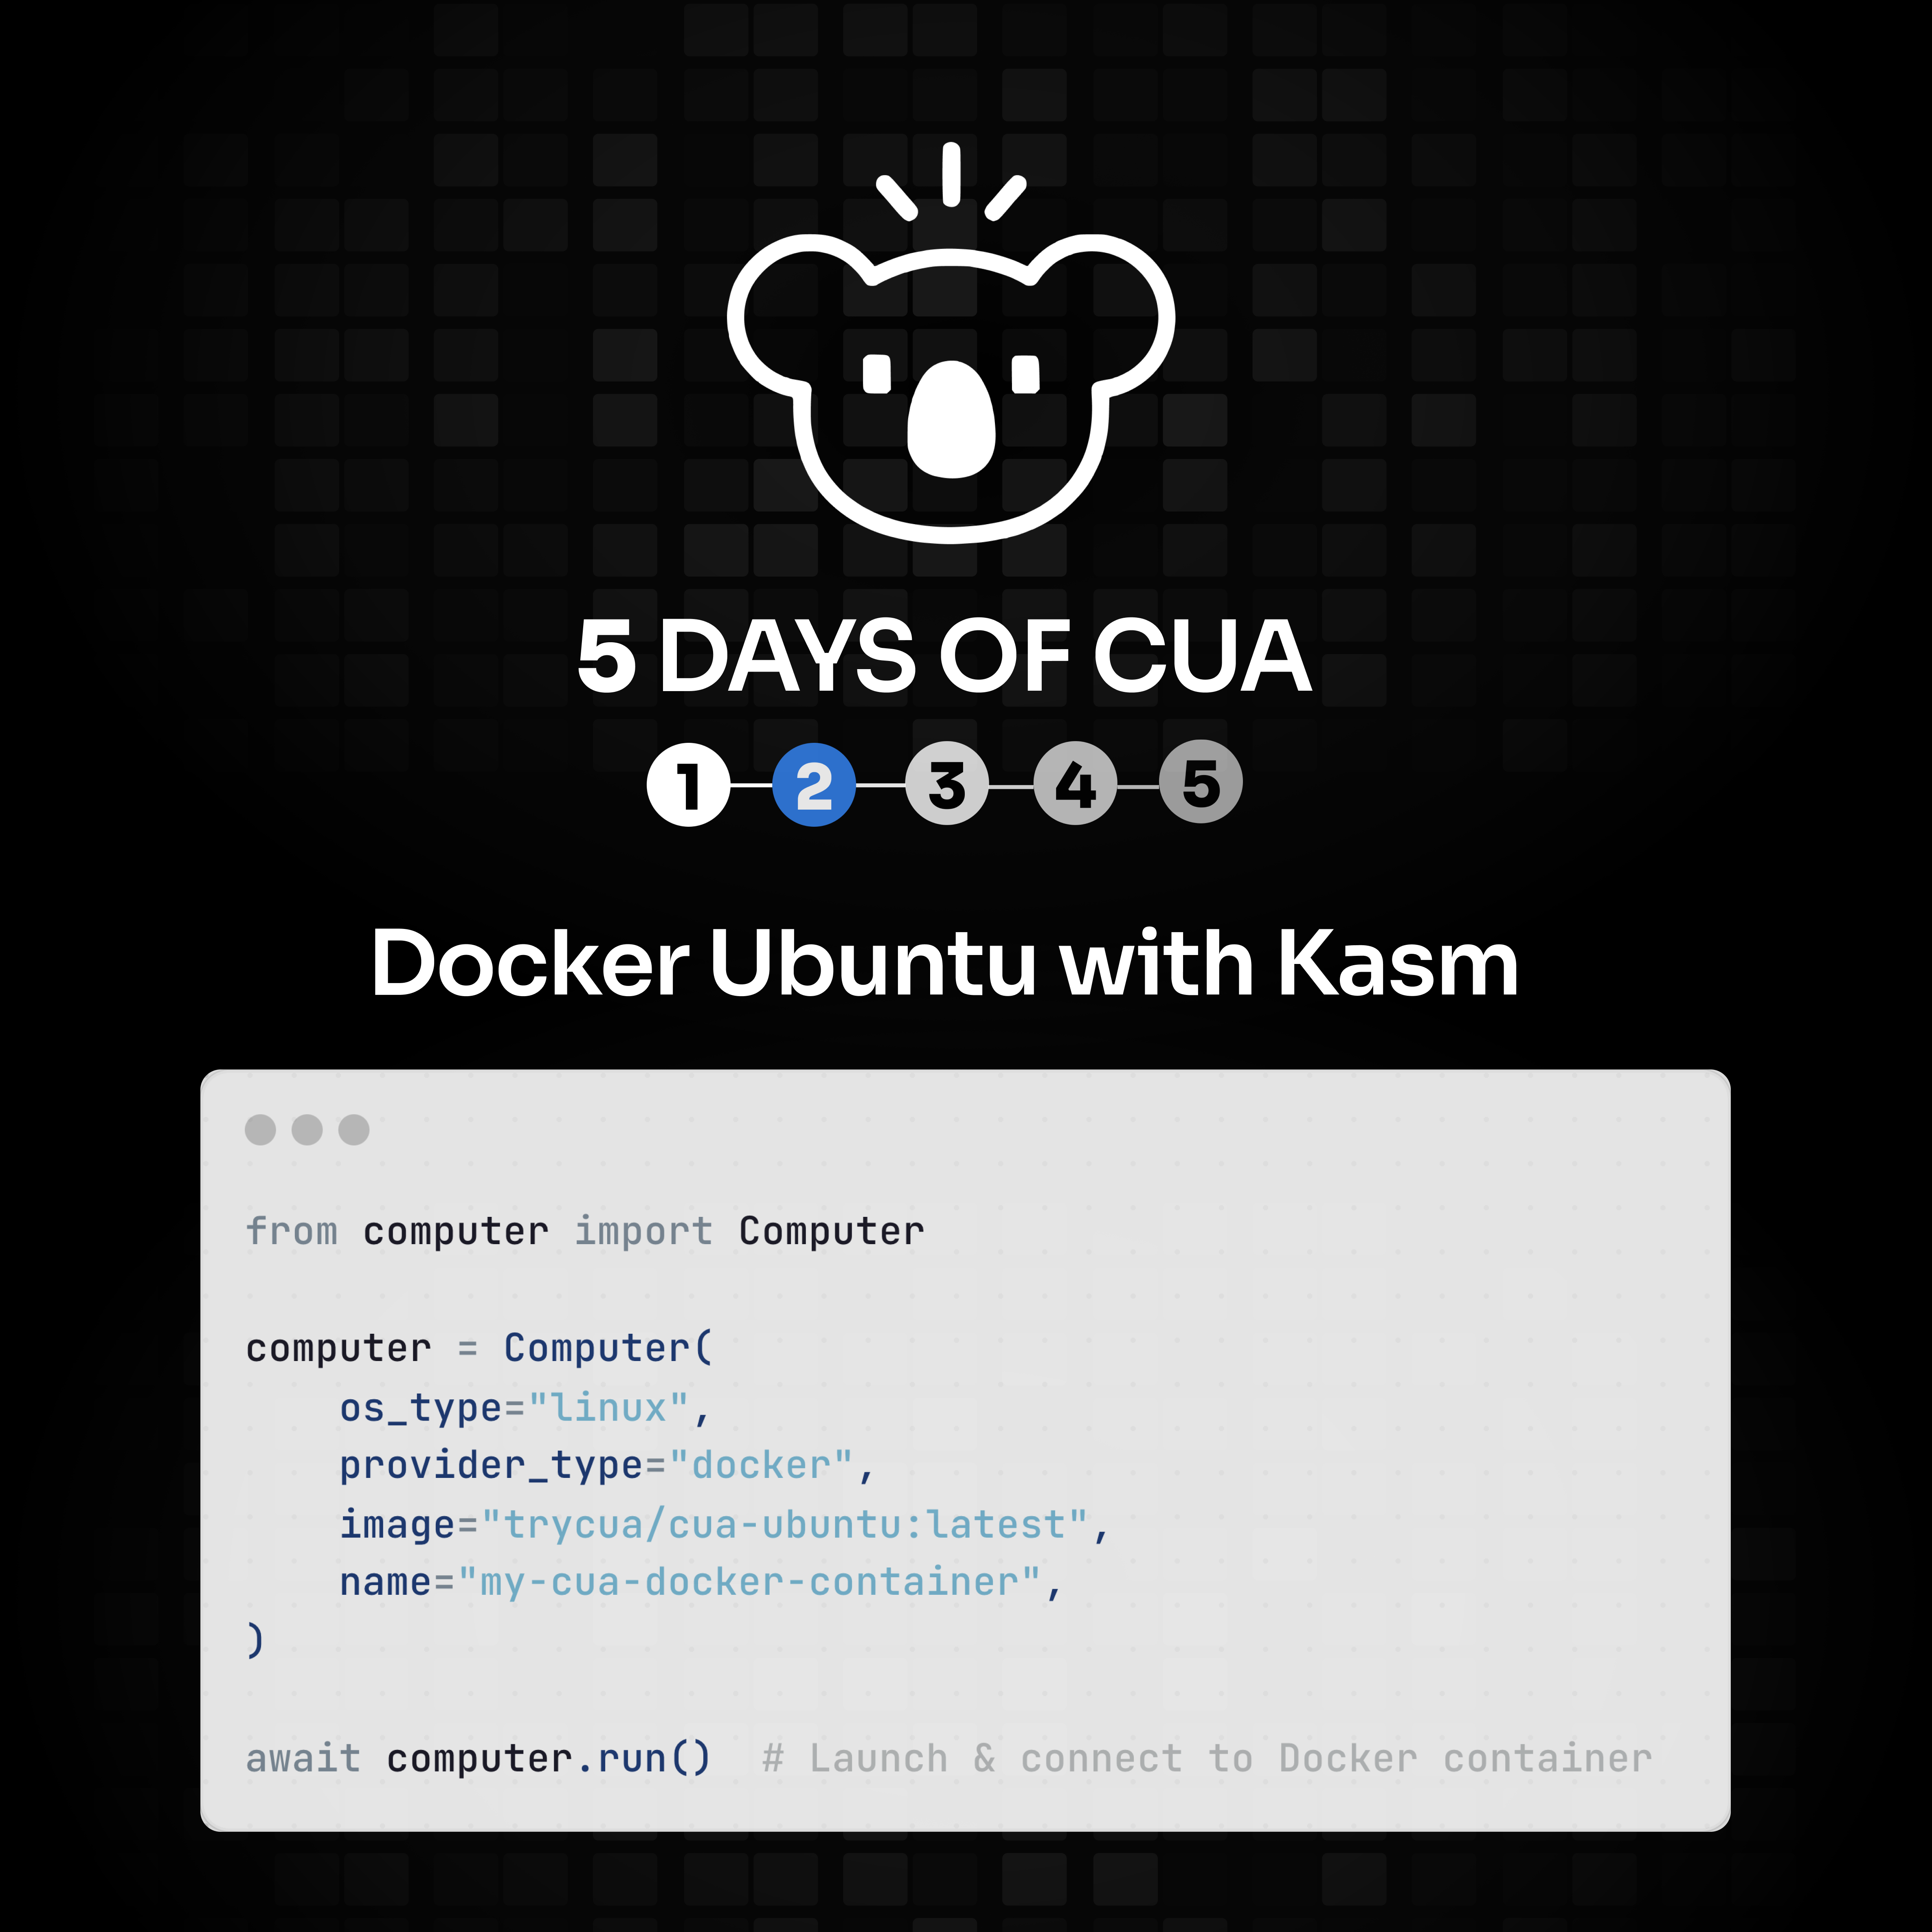 5 DAYS OF CUA
1 2 3 4 5
Docker Ubuntu with Kasm
from computer import Computer
computer = Computer(
    os_type="linux",
    provider_type="docker",
    image="trycua/cua-ubuntu:latest",
    name="my-cua-docker-container",
)
await computer.run()  # Launch & connect to Docker container